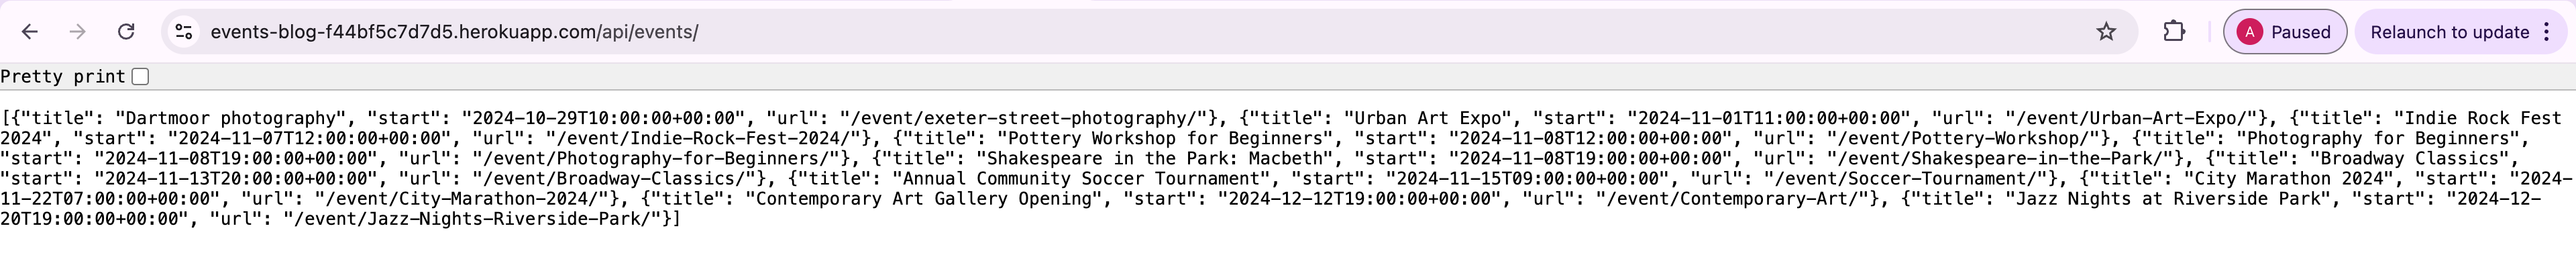 events-blog-f44bf5c7d7d5.herokuapp.com/api/events/
A Paused
Relaunch to update
Pretty print
[{"title": "Dartmoor photography", "start": "2024-10-29T10:00:00+00:00", "url": "/event/exeter-street-photography/"}, {"title": "Urban Art Expo", "start": "2024-11-01T11:00:00+00:00", "url": "/event/Urban-Art-Expo/"}, {"title": "Indie Rock Fest
2024", "start": "2024-11-07T12:00:00+00:00", "url": "/event/Indie-Rock-Fest-2024/"}, {"title": "Pottery Workshop for Beginners", "start": "2024-11-08T12:00:00+00:00", "url": "/event/Pottery-Workshop/"}, {"title": "Photography for Beginners",
"start": "2024-11-08T19:00:00+00:00", "url": "/event/Photography-for-Beginners/"}, {"title": "Shakespeare in the Park: Macbeth", "start": "2024-11-08T19:00:00+00:00", "url": "/event/Shakespeare-in-the-Park/"}, {"title": "Broadway Classics",
"start": "2024-11-13T20:00:00+00:00", "url": "/event/Broadway-Classics/"}, {"title": "Annual Community Soccer Tournament", "start": "2024-11-15T09:00:00+00:00", "url": "/event/Soccer-Tournament/"}, {"title": "City Marathon 2024", "start": "2024-
11-22T07:00:00+00:00", "url": "/event/City-Marathon-2024/"}, {"title": "Contemporary Art Gallery Opening", "start": "2024-12-12T19:00:00+00:00", "url": "/event/Contemporary-Art/"}, {"title": "Jazz Nights at Riverside Park", "start": "2024-12-
20T19:00:00+00:00", "url": "/event/Jazz-Nights-Riverside-Park/"}]